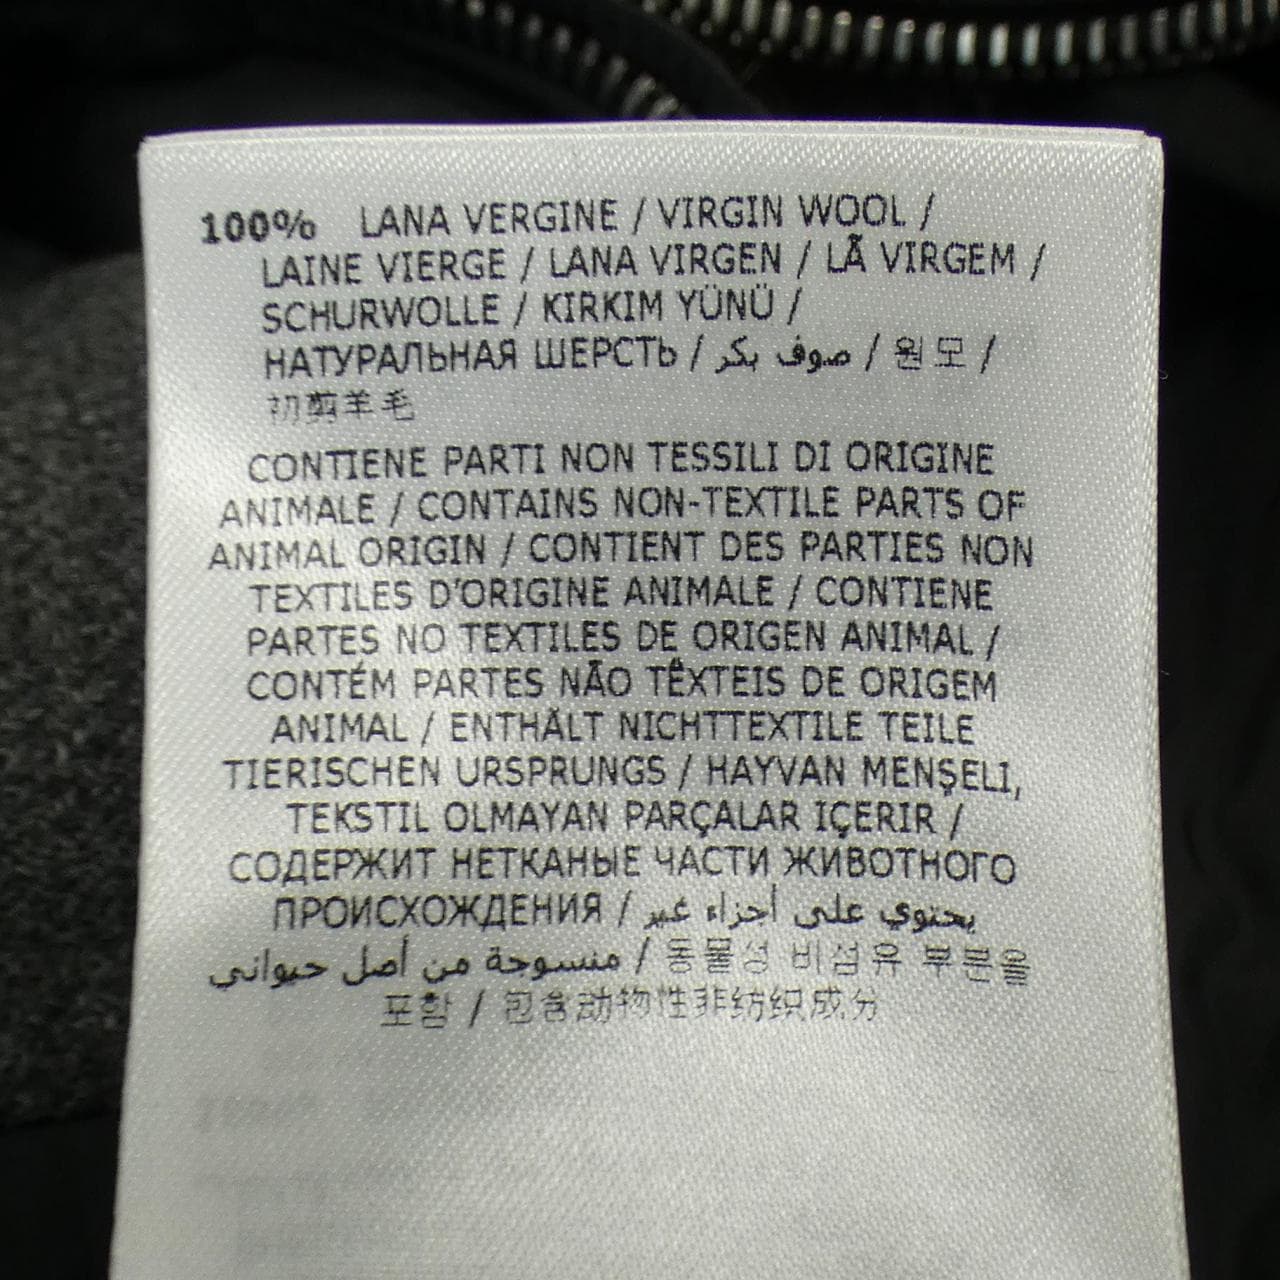 100% LANA VERGINE / VIRGIN WOOL /
LAINE VIERGE / LANA VIRGEN / LÃ VIRGEM /
SCHURWOLLE / KIRKIM YÜNÜ /
НАТУРАЛЬНАЯ ШЕРСТЬ / صوف بكر / 원모 /
初剪羊毛
CONTIENE PARTI NON TESSILI DI ORIGINE
ANIMALE / CONTAINS NON-TEXTILE PARTS OF
ANIMAL ORIGIN / CONTIENT DES PARTIES NON
TEXTILES D'ORIGINE ANIMALE / CONTIENE
PARTES NO TEXTILES DE ORIGEN ANIMAL /
CONTÉM PARTES NÃO TÊXTEIS DE ORIGEM
ANIMAL / ENTHÄLT NICHTTEXTILE TEILE
TIERISCHEN URSPRUNGS / HAYVAN MENŞELI,
TEKSTIL OLMAYAN PARÇALAR IÇERIR /
СОДЕРЖИТ НЕТКАНЫЕ ЧАСТИ ЖИВОТНОГО
ПРОИСХОЖДЕНИЯ / يحتوي على أجزاء غير
منسوجة من أصل حيواني / 동물성 비섬유 부분을
포함 / 包含动物性非纺织成分